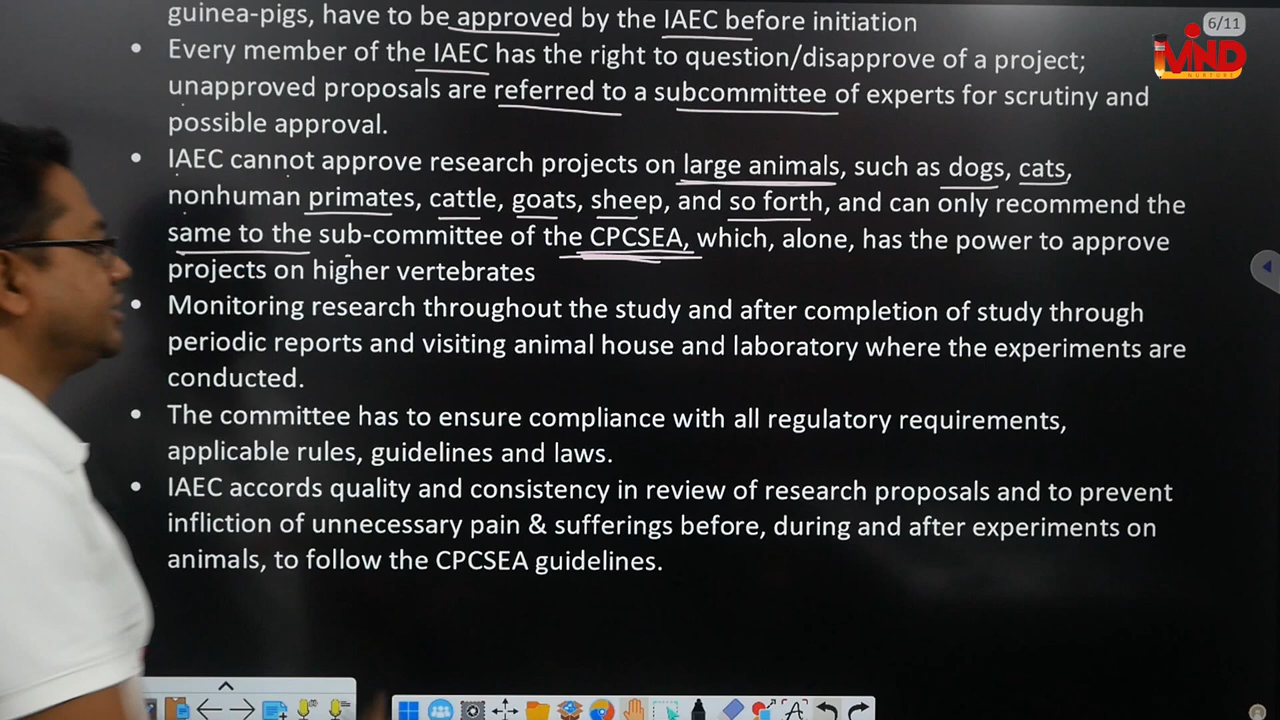 guinea-pigs, have to be approved by the IAEC before initiation
6/11
MIND
NURTURE
• Every member of the IAEC has the right to question/disapprove of a project;
unapproved proposals are referred to a subcommittee of experts for scrutiny and
possible approval.
• IAEC cannot approve research projects on large animals, such as dogs, cats,
nonhuman primates, cattle, goats, sheep, and so forth, and can only recommend the
same to the sub-committee of the CPCSEA, which, alone, has the power to approve
projects on higher vertebrates
• Monitoring research throughout the study and after completion of study through
periodic reports and visiting animal house and laboratory where the experiments are
conducted.
• The committee has to ensure compliance with all regulatory requirements,
applicable rules, guidelines and laws.
• IAEC accords quality and consistency in review of research proposals and to prevent
infliction of unnecessary pain & sufferings before, during and after experiments on
animals, to follow the CPCSEA guidelines.